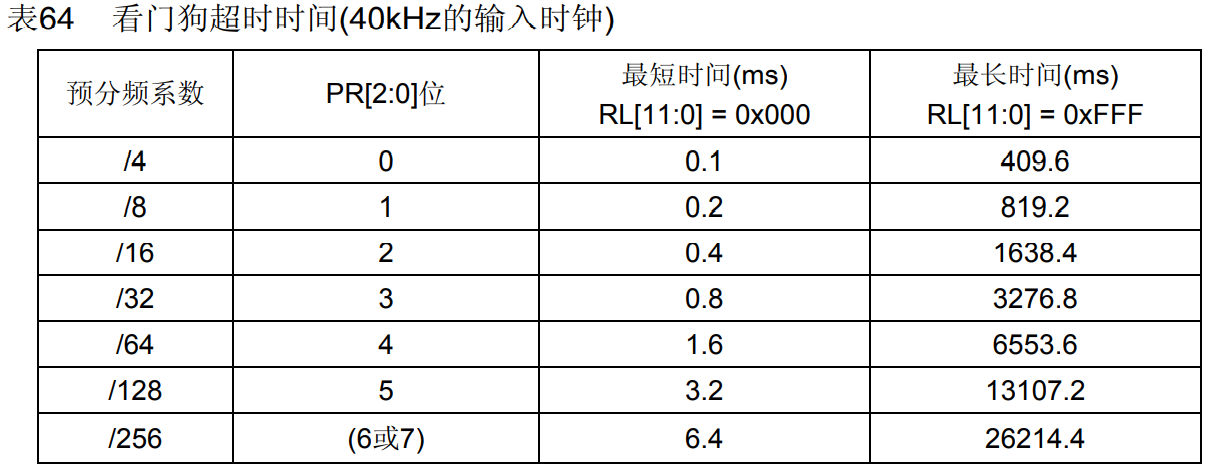 表64 看门狗超时时间(40kHz的输入时钟)
预分频系数 PR[2:0]位 最短时间(ms) RL[11:0] = 0x000 最长时间(ms) RL[11:0] = 0xFFF
/4 0 0.1 409.6
/8 1 0.2 819.2
/16 2 0.4 1638.4
/32 3 0.8 3276.8
/64 4 1.6 6553.6
/128 5 3.2 13107.2
/256 (6或7) 6.4 26214.4